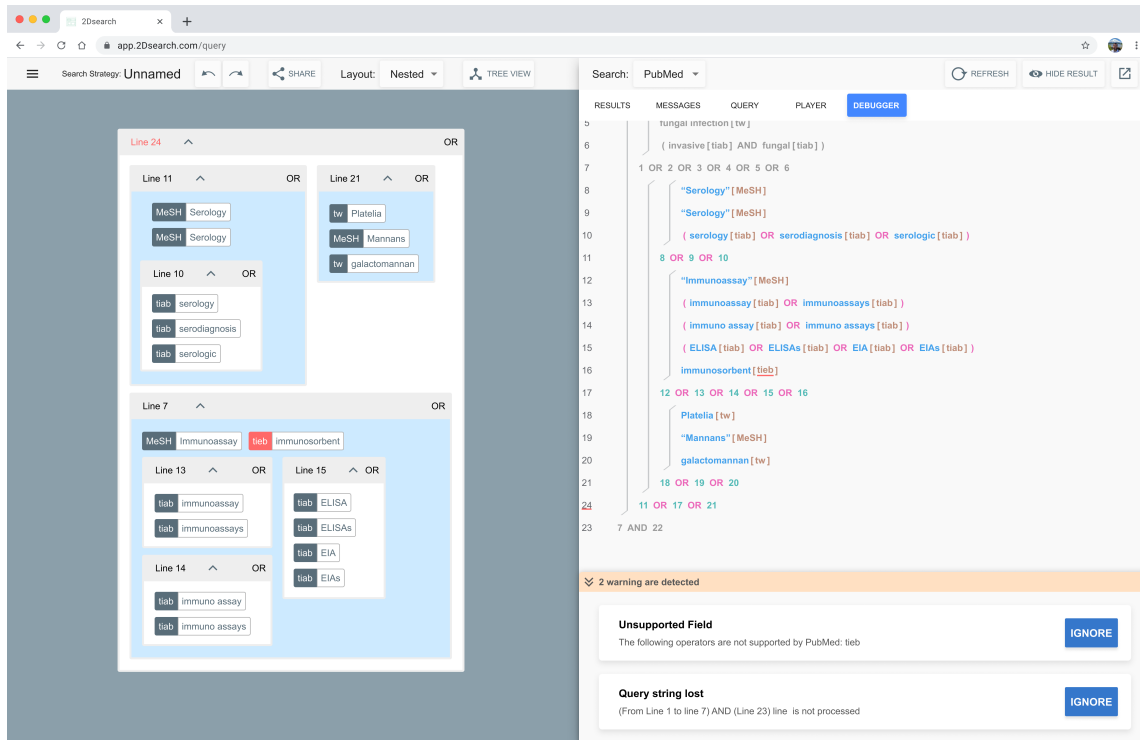 2Dsearch
app.2Dsearch.com/query
Search Strategy: Unnamed
SHARE
Layout: Nested
TREE VIEW
Line 24 OR
Line 11 OR
MeSH Serology
MeSH Serology
Line 10 OR
tiab serology
tiab serodiagnosis
tiab serologic
Line 21 OR
tw Platelia
MeSH Mannans
tw galactomannan
Line 7 OR
MeSH Immunoassay tieb immunosorbent
Line 13 OR
tiab immunoassay
tiab immunoassays
Line 14 OR
tiab immuno assay
tiab immuno assays
Line 15 OR
tiab ELISA
tiab ELISAs
tiab EIA
tiab EIAs
Search: PubMed
REFRESH
HIDE RESULT
RESULTS MESSAGES QUERY PLAYER DEBUGGER
5 fungal infection[tw]
6 ( invasive[tiab] AND fungal[tiab] )
7 1 OR 2 OR 3 OR 4 OR 5 OR 6
8 “Serology”[MeSH]
9 “Serology”[MeSH]
10 ( serology[tiab] OR serodiagnosis[tiab] OR serologic[tiab] )
11 8 OR 9 OR 10
12 “Immunoassay”[MeSH]
13 ( immunoassay[tiab] OR immunoassays[tiab] )
14 ( immuno assay[tiab] OR immuno assays[tiab] )
15 ( ELISA[tiab] OR ELISAs[tiab] OR EIA[tiab] OR EIAs[tiab] )
16 immunosorbent[tieb]
17 12 OR 13 OR 14 OR 15 OR 16
18 Platelia[tw]
19 “Mannans”[MeSH]
20 galactomannan[tw]
21 18 OR 19 OR 20
24 11 OR 17 OR 21
23 7 AND 22
2 warning are detected
Unsupported Field
The following operators are not supported by PubMed: tieb
IGNORE
Query string lost
(From Line 1 to line 7) AND (Line 23) line is not processed
IGNORE